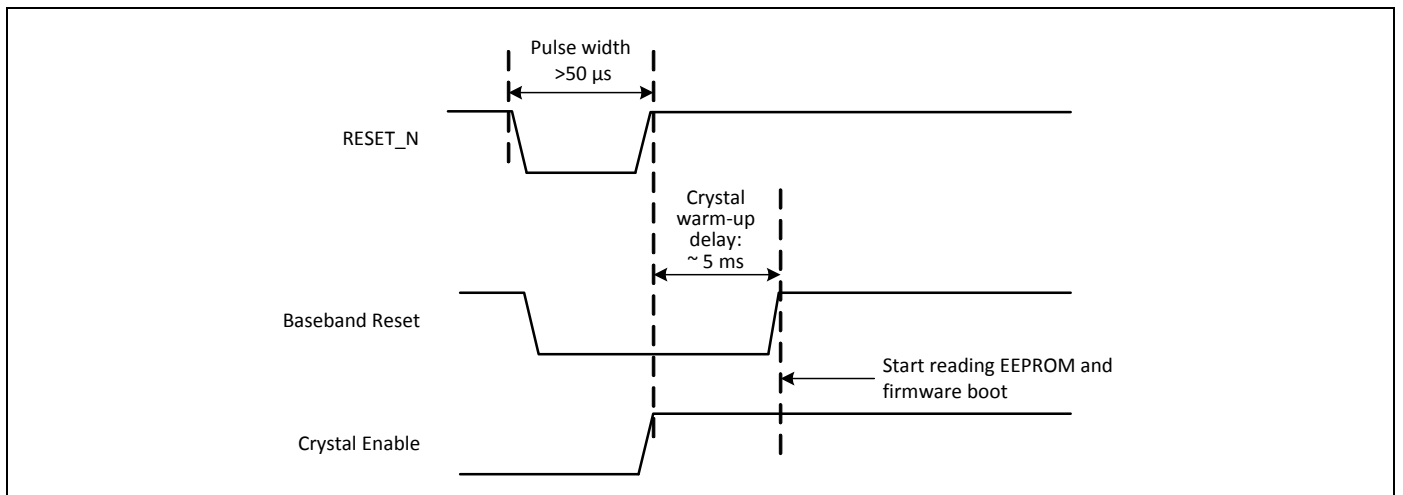 Pulse width
>50 µs
RESET_N
Crystal
warm-up
delay:
~ 5 ms
Baseband Reset
Start reading EEPROM and
firmware boot
Crystal Enable